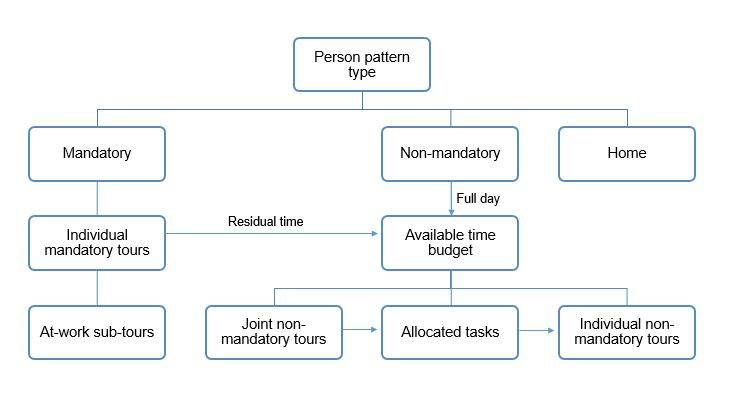 Person pattern
type
Mandatory
Non-mandatory
Home
Full day
Individual
mandatory tours
Residual time
Available time
budget
At-work sub-tours
Joint non-
mandatory tours
Allocated tasks
Individual non-
mandatory tours